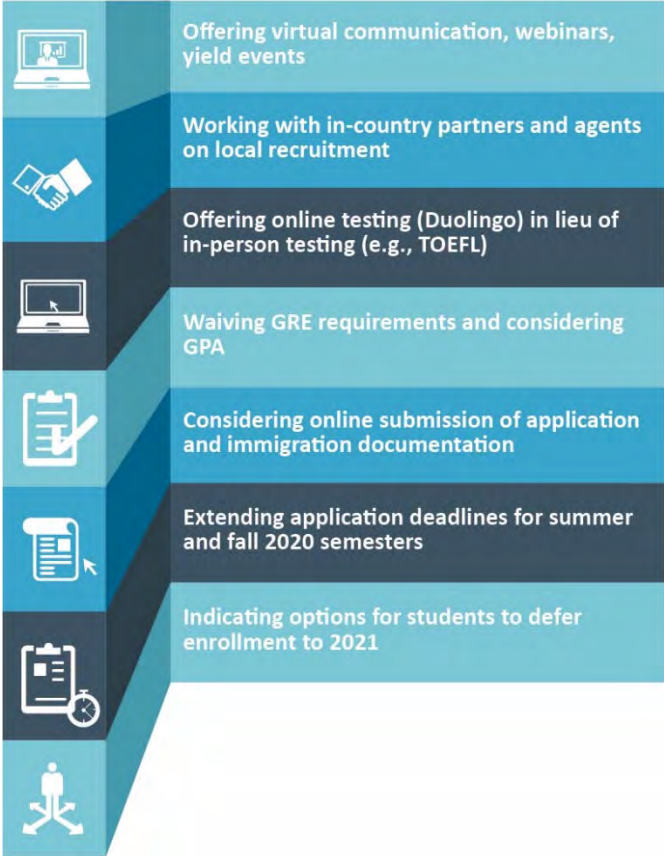 Offering virtual communication, webinars,
yield events
Working with in-country partners and agents
on local recruitment
Offering online testing (Duolingo) in lieu of
in-person testing (e.g., TOEFL)
Waiving GRE requirements and considering
GPA
Considering online submission of application
and immigration documentation
Extending application deadlines for summer
and fall 2020 semesters
Indicating options for students to defer
enrollment to 2021